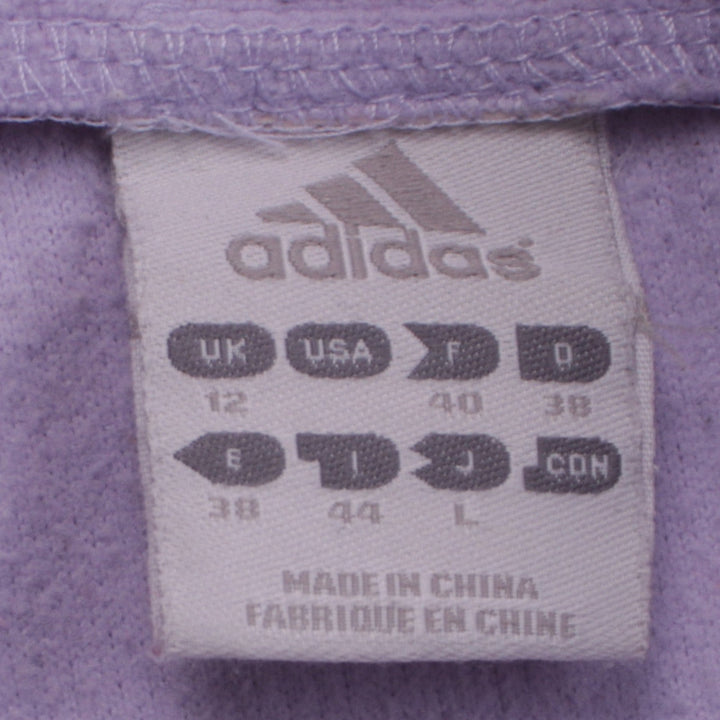 adidas
UK USA F D
12 40 38
E I J CDN
38 44 L
MADE IN CHINA
FABRIQUE EN CHINE